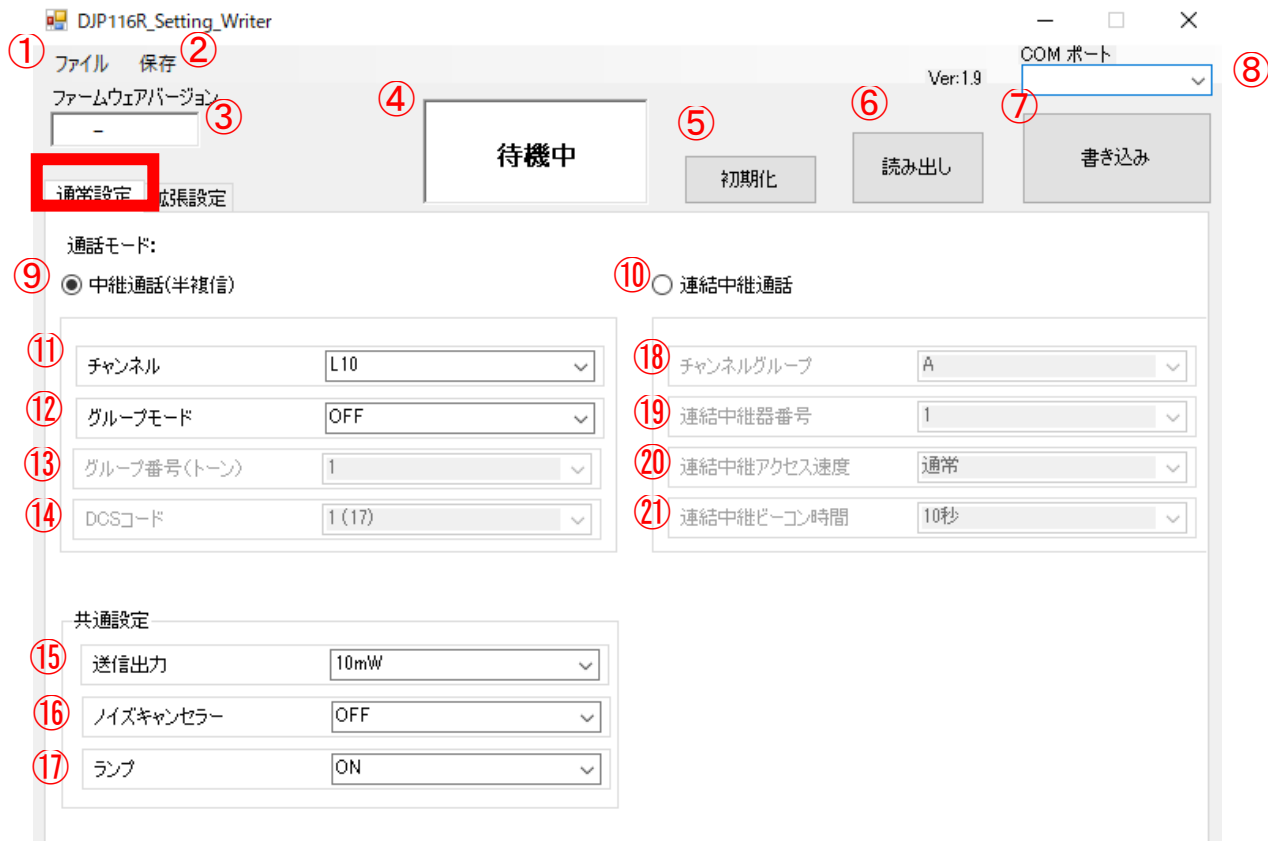 DJP116R_Setting_Writer
① ファイル 保存 ②
COM ポート
Ver:1.9
⑧
ファームウェアバージョン
③
-
④
待機中
⑤
初期化
⑥
読み出し
⑦
書き込み
通常設定 拡張設定
通話モード:
⑨ 中継通話(半複信)
⑩ 連結中継通話
⑪ チャンネル L10
⑫ グループモード OFF
⑬ グループ番号(トーン) 1
⑭ DCSコード 1 (17)
⑱ チャンネルグループ A
⑲ 連結中継器番号 1
⑳ 連結中継アクセス速度 通常
㉑ 連結中継ビーコン時間 10秒
共通設定
⑮ 送信出力 10mW
⑯ ノイズキャンセラー OFF
⑰ ランプ ON